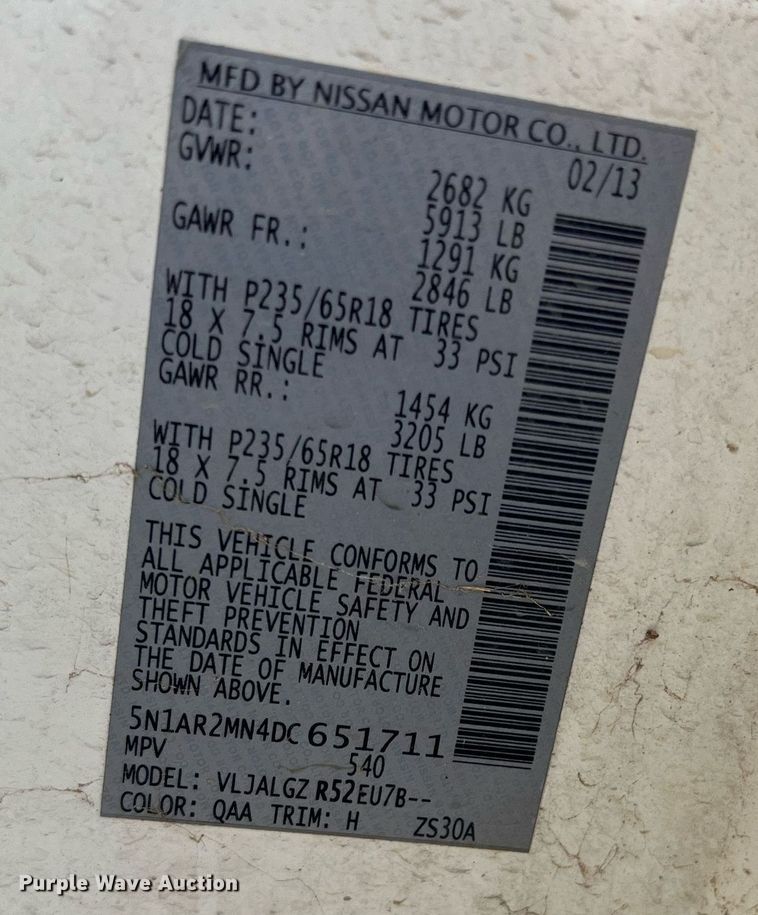 MFD BY NISSAN MOTOR CO., LTD.
DATE: 02/13
GVWR: 2682 KG
5913 LB
GAWR FR.: 1291 KG
2846 LB
WITH P235/65R18 TIRES
18 X 7.5 RIMS AT 33 PSI
COLD SINGLE
GAWR RR.: 1454 KG
3205 LB
WITH P235/65R18 TIRES
18 X 7.5 RIMS AT 33 PSI
COLD SINGLE
THIS VEHICLE CONFORMS TO
ALL APPLICABLE FEDERAL
MOTOR VEHICLE SAFETY AND
THEFT PREVENTION
STANDARDS IN EFFECT ON
THE DATE OF MANUFACTURE
SHOWN ABOVE.
5N1AR2MN4DC651711
MPV 540
MODEL: VLJALGZ R52EU7B--
COLOR: QAA TRIM: H ZS30A
Purple Wave Auction